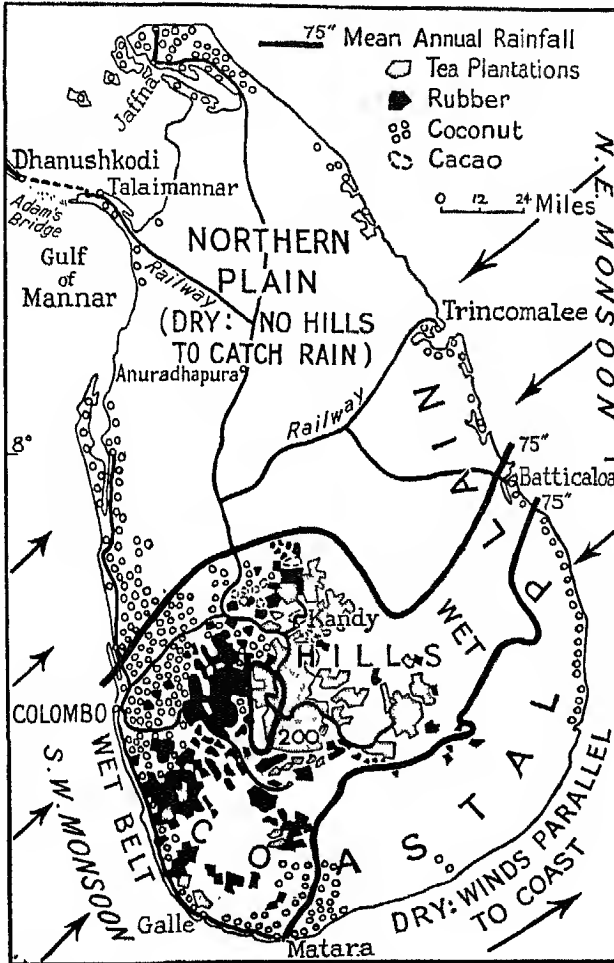 75" Mean Annual Rainfall
Tea Plantations
Rubber
Coconut
Cacao
0 12 24 Miles
Jaffna
Dhanushkodi
Talaimannar
Adam's
Bridge
Gulf
of
Mannar
Railway
NORTHERN
PLAIN
(DRY: NO HILLS
TO CATCH RAIN)
Anuradhapura
N.E. MONSOON
Trincomalee
Railway
8°
75"
Batticaloa
75"
WET
Kandy
HILLS
200"
COLOMBO
WET BELT
S.W. MONSOON
COASTAL PLAIN
Galle
Matara
DRY: WINDS PARALLEL
TO COAST